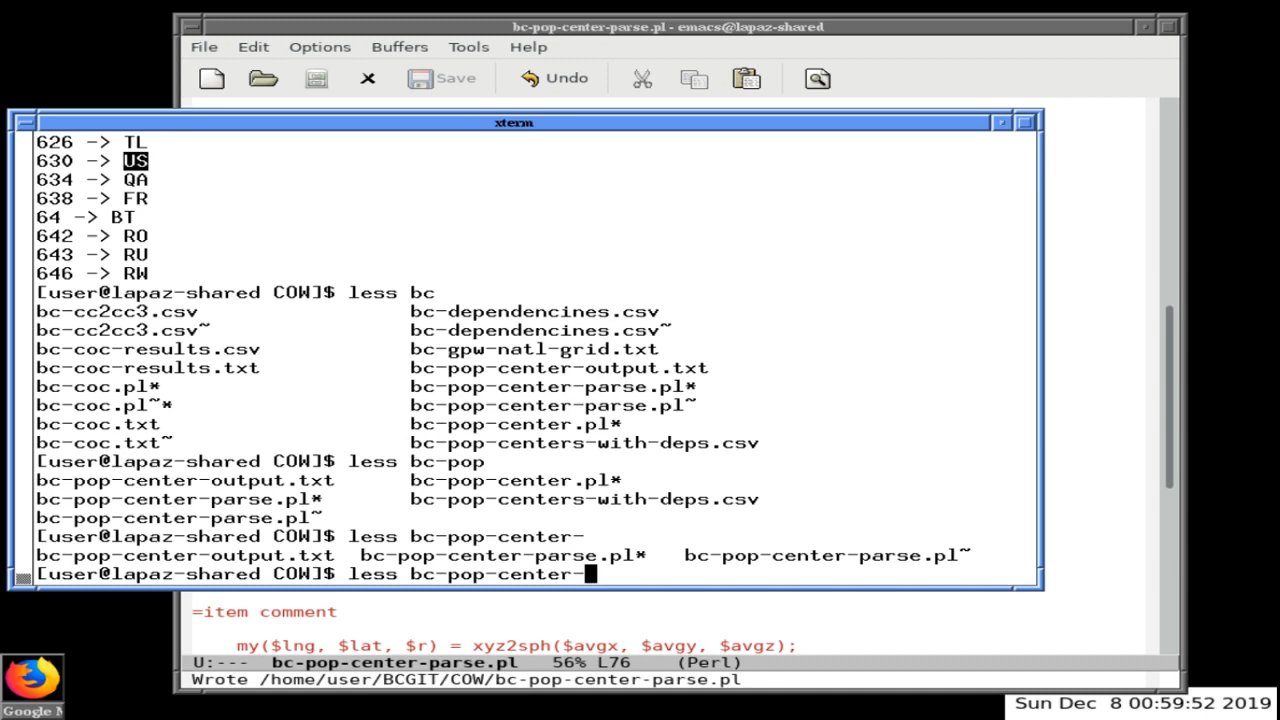 bc-pop-center-parse.pl - emacs@lapaz-shared
File Edit Options Buffers Tools Help
Save Undo
xterm
626 -> TL
630 -> US
634 -> QA
638 -> FR
64 -> BT
642 -> RO
643 -> RU
646 -> RW
[user@lapaz-shared COW]$ less bc
bc-cc2cc3.csv bc-dependencines.csv
bc-cc2cc3.csv~ bc-dependencines.csv~
bc-coc-results.csv bc-gpw-natl-grid.txt
bc-coc-results.txt bc-pop-center-output.txt
bc-coc.pl* bc-pop-center-parse.pl*
bc-coc.pl~* bc-pop-center-parse.pl~
bc-coc.txt bc-pop-center.pl*
bc-coc.txt~ bc-pop-centers-with-deps.csv
[user@lapaz-shared COW]$ less bc-pop
bc-pop-center-output.txt bc-pop-center.pl*
bc-pop-center-parse.pl* bc-pop-centers-with-deps.csv
bc-pop-center-parse.pl~
[user@lapaz-shared COW]$ less bc-pop-center-
bc-pop-center-output.txt bc-pop-center-parse.pl* bc-pop-center-parse.pl~
[user@lapaz-shared COW]$ less bc-pop-center-
=item comment
my($lng, $lat, $r) = xyz2sph($avgx, $avgy, $avgz);
U:--- bc-pop-center-parse.pl 56% L76 (Perl)
Wrote /home/user/BCGIT/COW/bc-pop-center-parse.pl
Google
Sun Dec 8 00:59:52 2019